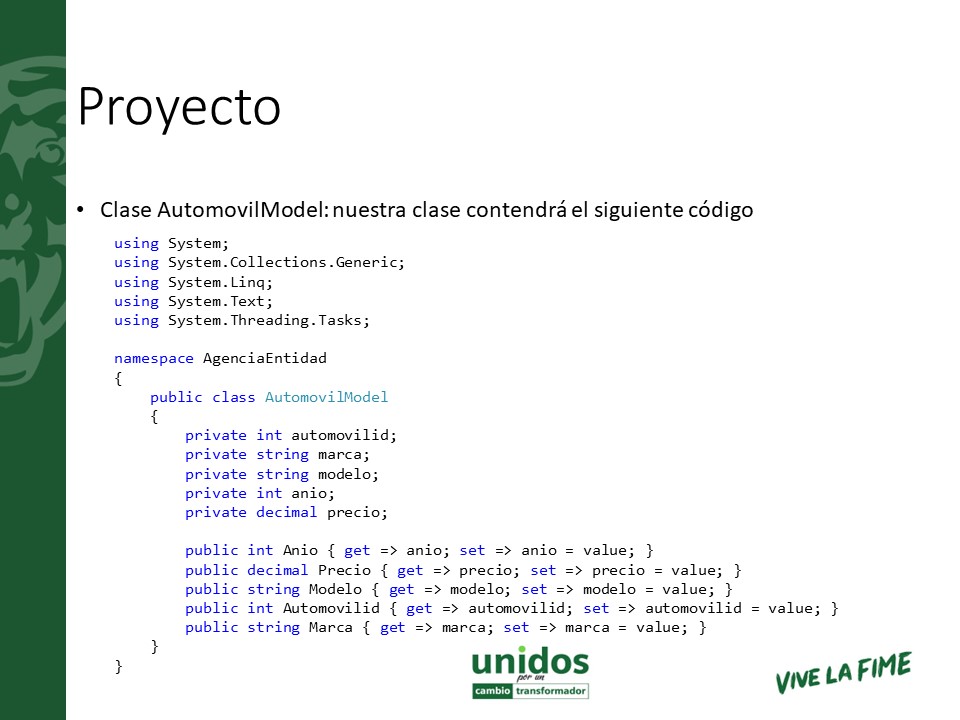 Proyecto
• Clase AutomovilModel: nuestra clase contendrá el siguiente código
using System;
using System.Collections.Generic;
using System.Linq;
using System.Text;
using System.Threading.Tasks;
namespace AgenciaEntidad
{
    public class AutomovilModel
    {
        private int automovilid;
        private string marca;
        private string modelo;
        private int anio;
        private decimal precio;
        public int Anio { get => anio; set => anio = value; }
        public decimal Precio { get => precio; set => precio = value; }
        public string Modelo { get => modelo; set => modelo = value; }
        public int Automovilid { get => automovilid; set => automovilid = value; }
        public string Marca { get => marca; set => marca = value; }
    }
}
unidos
por un
cambio transformador
VIVE LA FIME